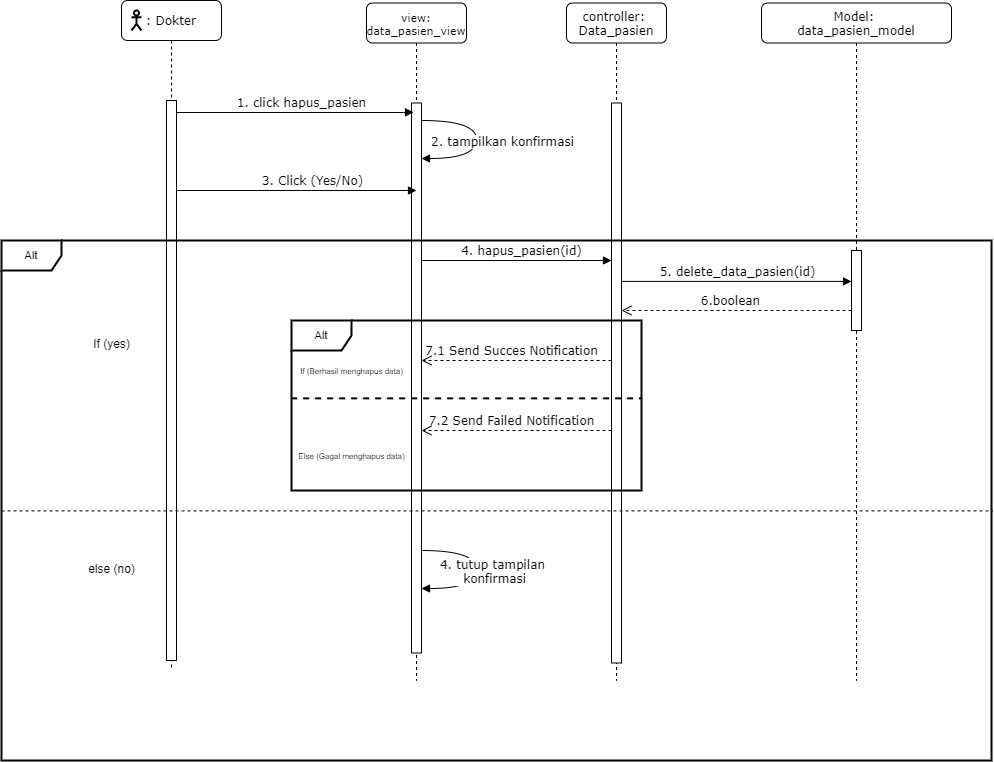 : Dokter
view:
data_pasien_view
controller:
Data_pasien
Model:
data_pasien_model
1. click hapus_pasien
2. tampilkan konfirmasi
3. Click (Yes/No)
Alt
4. hapus_pasien(id)
5. delete_data_pasien(id)
6.boolean
If (yes)
Alt
7.1 Send Succes Notification
If (Berhasil menghapus data)
7.2 Send Failed Notification
Else (Gagal menghapus data)
else (no)
4. tutup tampilan
konfirmasi